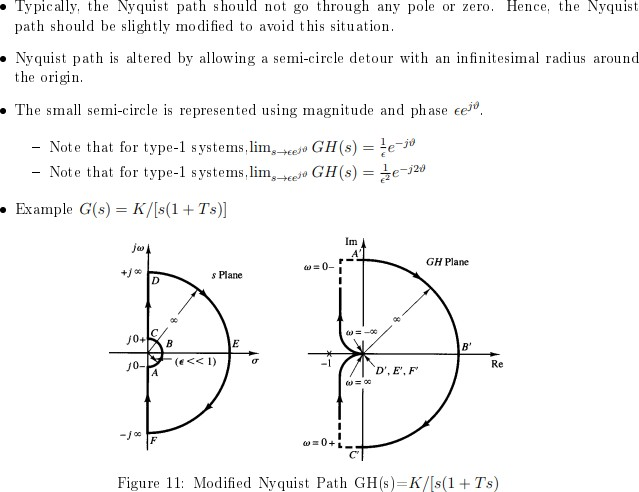 • Typically, the Nyquist path should not go through any pole or zero. Hence, the Nyquist
path should be slightly modified to avoid this situation.
• Nyquist path is altered by allowing a semi-circle detour with an infinitesimal radius around
the origin.
• The small semi-circle is represented using magnitude and phase ϵe^{jϑ}.
– Note that for type-1 systems,lim_{s→ϵe^{jϑ}} GH(s) = \frac{1}{ϵ}e^{-jϑ}
– Note that for type-1 systems,lim_{s→ϵe^{jϑ}} GH(s) = \frac{1}{ϵ^2}e^{-j2ϑ}
• Example G(s) = K/[s(1 + Ts)]
jω
+j∞
D
s Plane
∞
j0+
C
B
E
j0−
A
(ϵ << 1)
σ
−j∞
F
Im
A'
ω = 0−
GH Plane
∞
ω = −∞
B'
−1
D', E', F'
Re
ω = ∞
ω = 0+
C'
Figure 11: Modified Nyquist Path GH(s)=K/[s(1 + Ts)